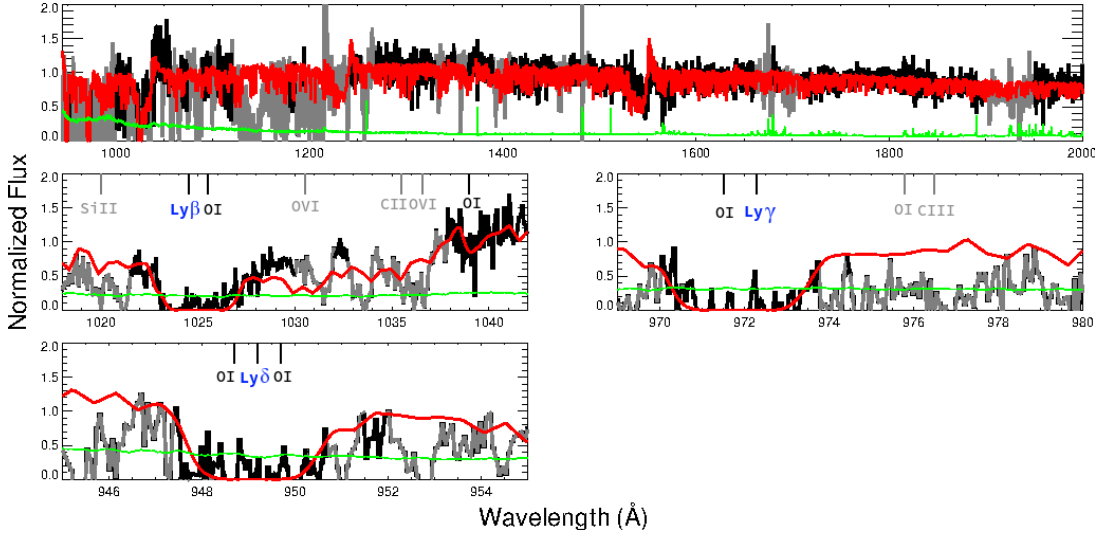 2.0
1.5
1.0
0.5
0.0
1000 1200 1400 1600 1800 2000
Normalized Flux
2.0
1.5
1.0
0.5
0.0
SiII Lyβ OI OVI CII OVI OI
1020 1025 1030 1035 1040
2.0
1.5
1.0
0.5
0.0
OI Lyγ OI CIII
970 972 974 976 978 980
2.0
1.5
1.0
0.5
0.0
OI Lyδ OI
946 948 950 952 954
Wavelength (Å)